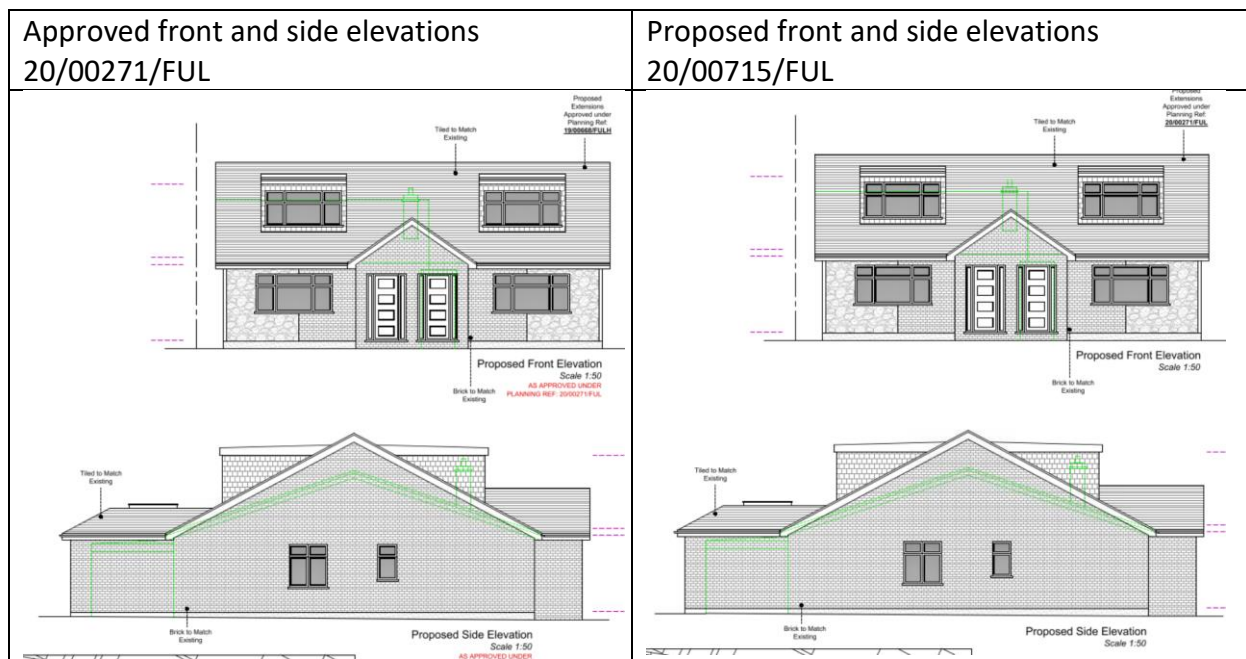 Approved front and side elevations
20/00271/FUL
Proposed front and side elevations
20/00715/FUL
Proposed
Extensions
Approved under
Planning Ref:
19/00668/FULH
Tiled to Match
Existing
Proposed Front Elevation
Scale 1:50
AS APPROVED UNDER
PLANNING REF: 20/00271/FUL
Brick to Match
Existing
Tiled to Match
Existing
Brick to Match
Existing
Proposed Side Elevation
Scale 1:50
AS APPROVED UNDER
Proposed
Extensions
Approved under
Planning Ref:
20/00271/FUL
Tiled to Match
Existing
Proposed Front Elevation
Scale 1:50
Brick to Match
Existing
Tiled to Match
Existing
Brick to Match
Existing
Proposed Side Elevation
Scale 1:50